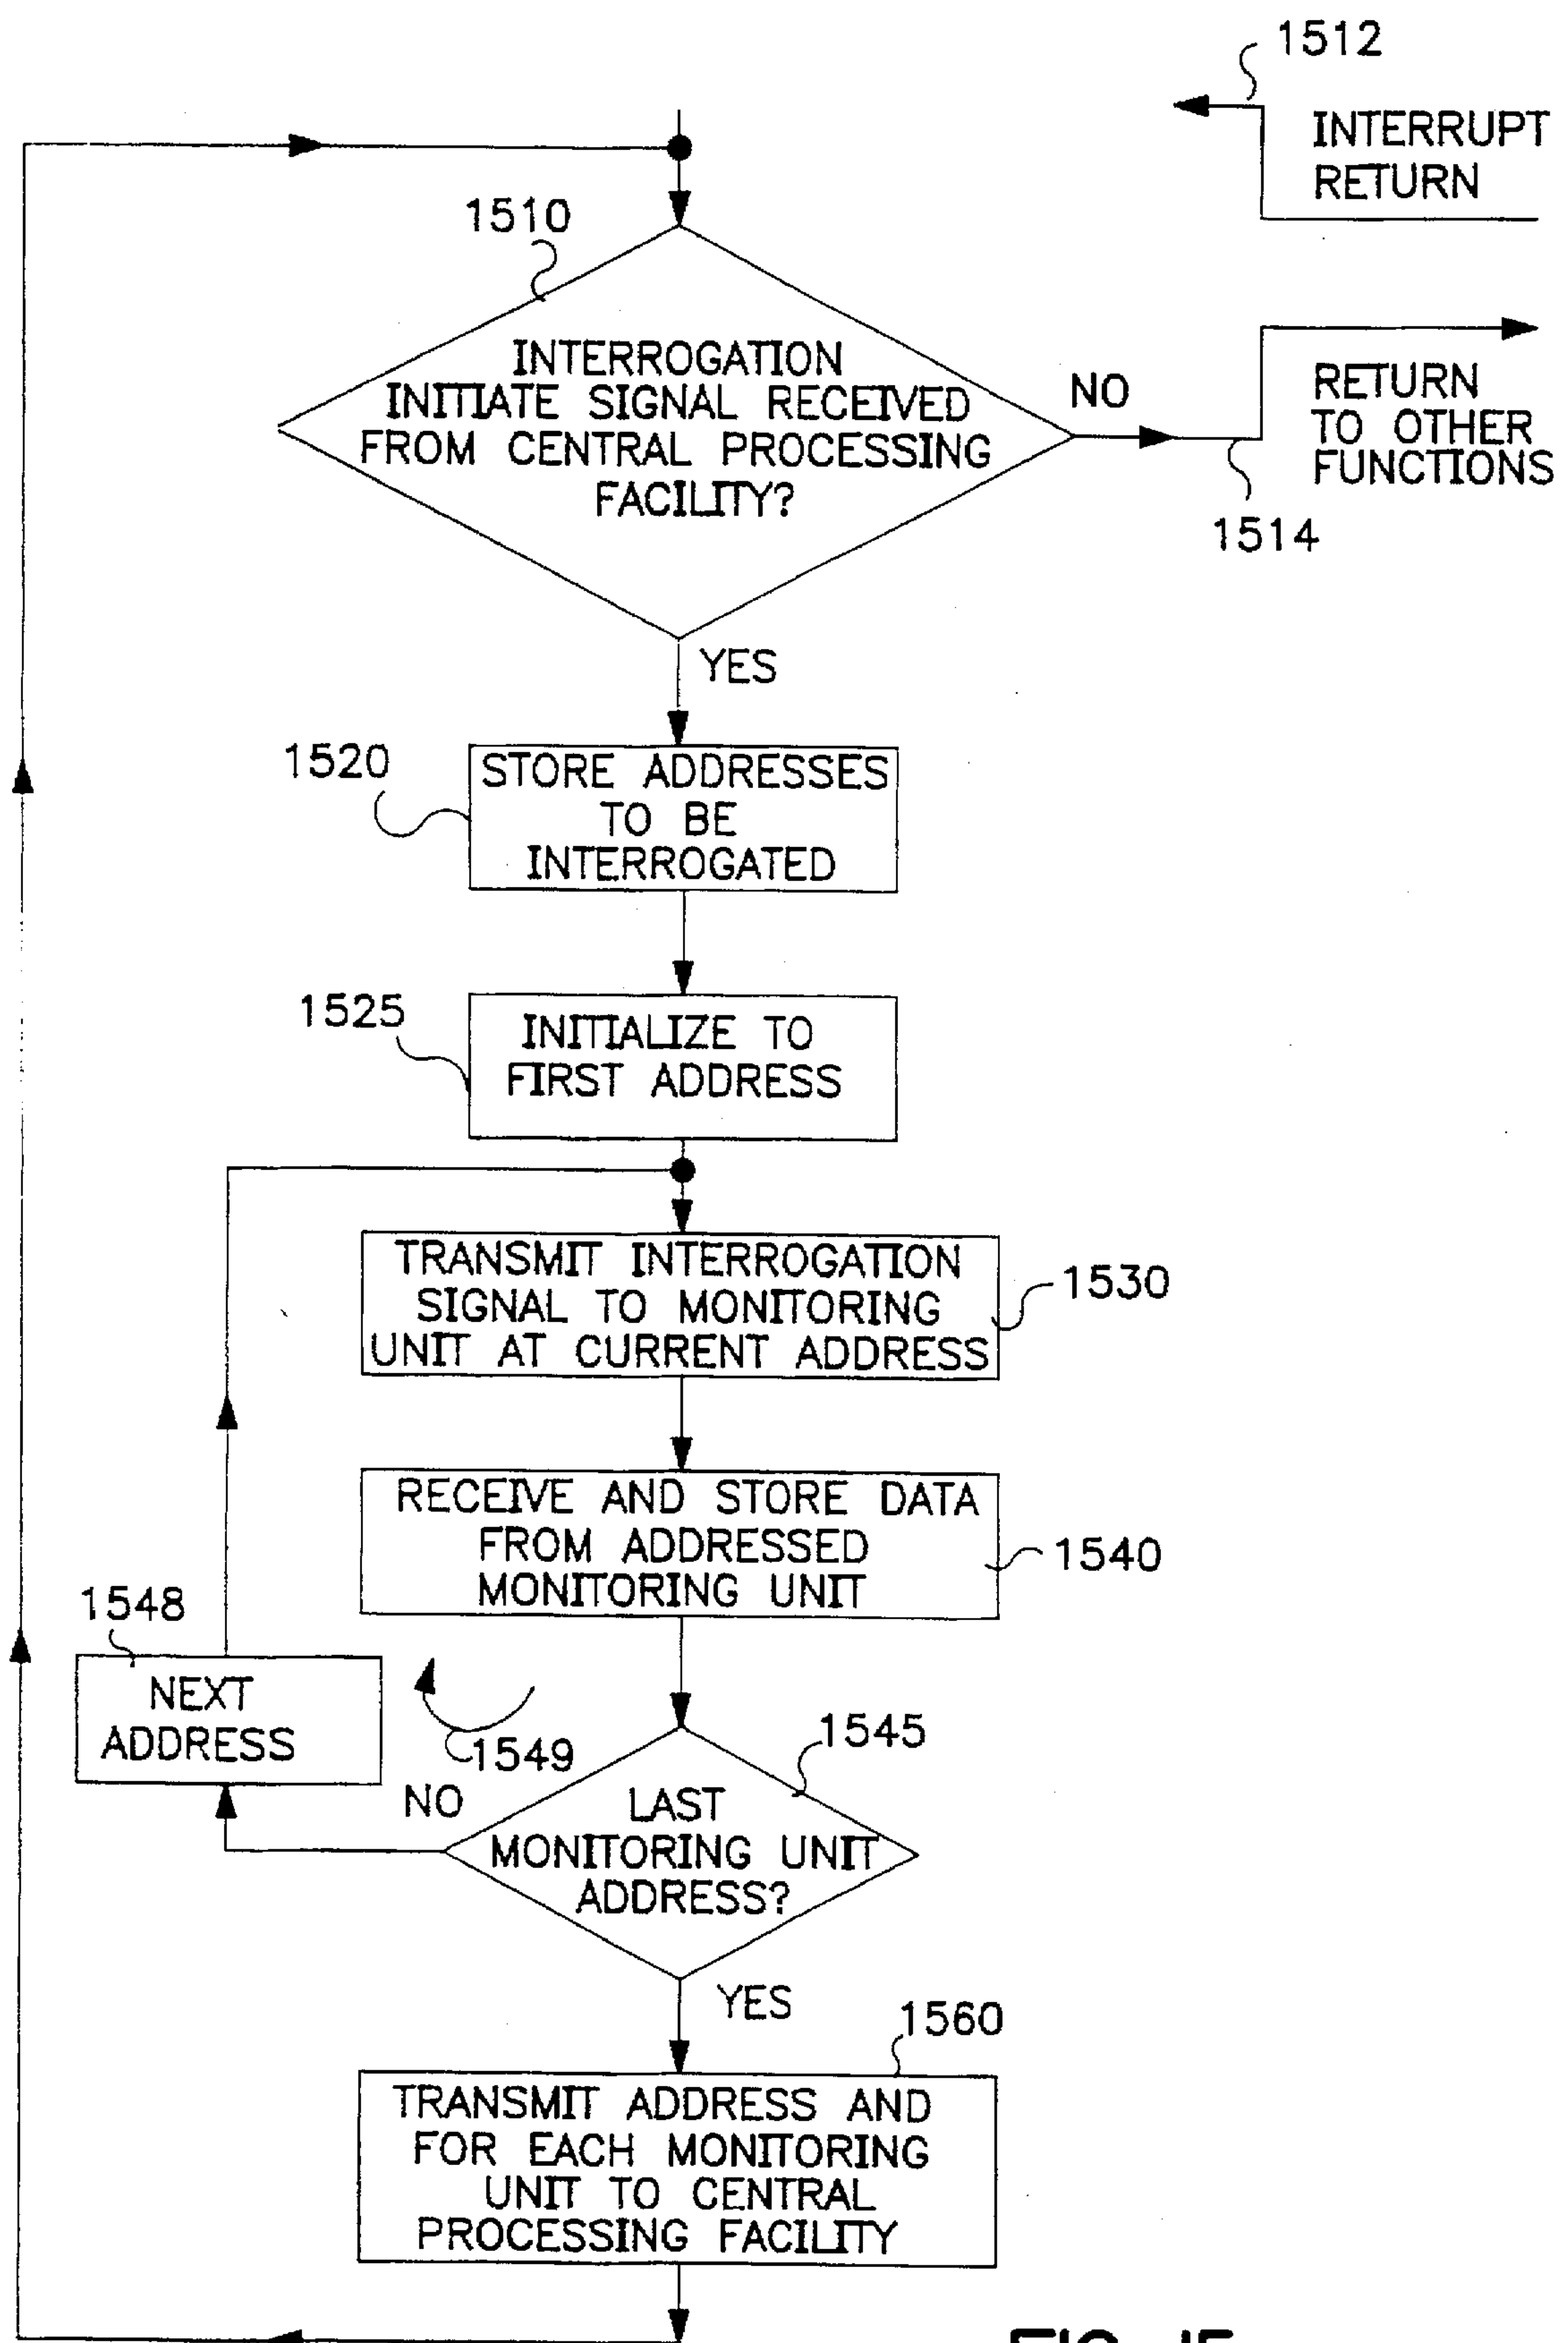 1512
INTERRUPT
RETURN
1510
INTERROGATION
INITIATE SIGNAL RECEIVED
FROM CENTRAL PROCESSING
FACILITY?
NO
RETURN
TO OTHER
FUNCTIONS
1514
YES
1520
STORE ADDRESSES
TO BE
INTERROGATED
1525
INITIALIZE TO
FIRST ADDRESS
TRANSMIT INTERROGATION
SIGNAL TO MONITORING
UNIT AT CURRENT ADDRESS
1530
RECEIVE AND STORE DATA
FROM ADDRESSED
MONITORING UNIT
1540
1548
NEXT
ADDRESS
1549
1545
NO
LAST
MONITORING UNIT
ADDRESS?
YES
1560
TRANSMIT ADDRESS AND
FOR EACH MONITORING
UNIT TO CENTRAL
PROCESSING FACILITY